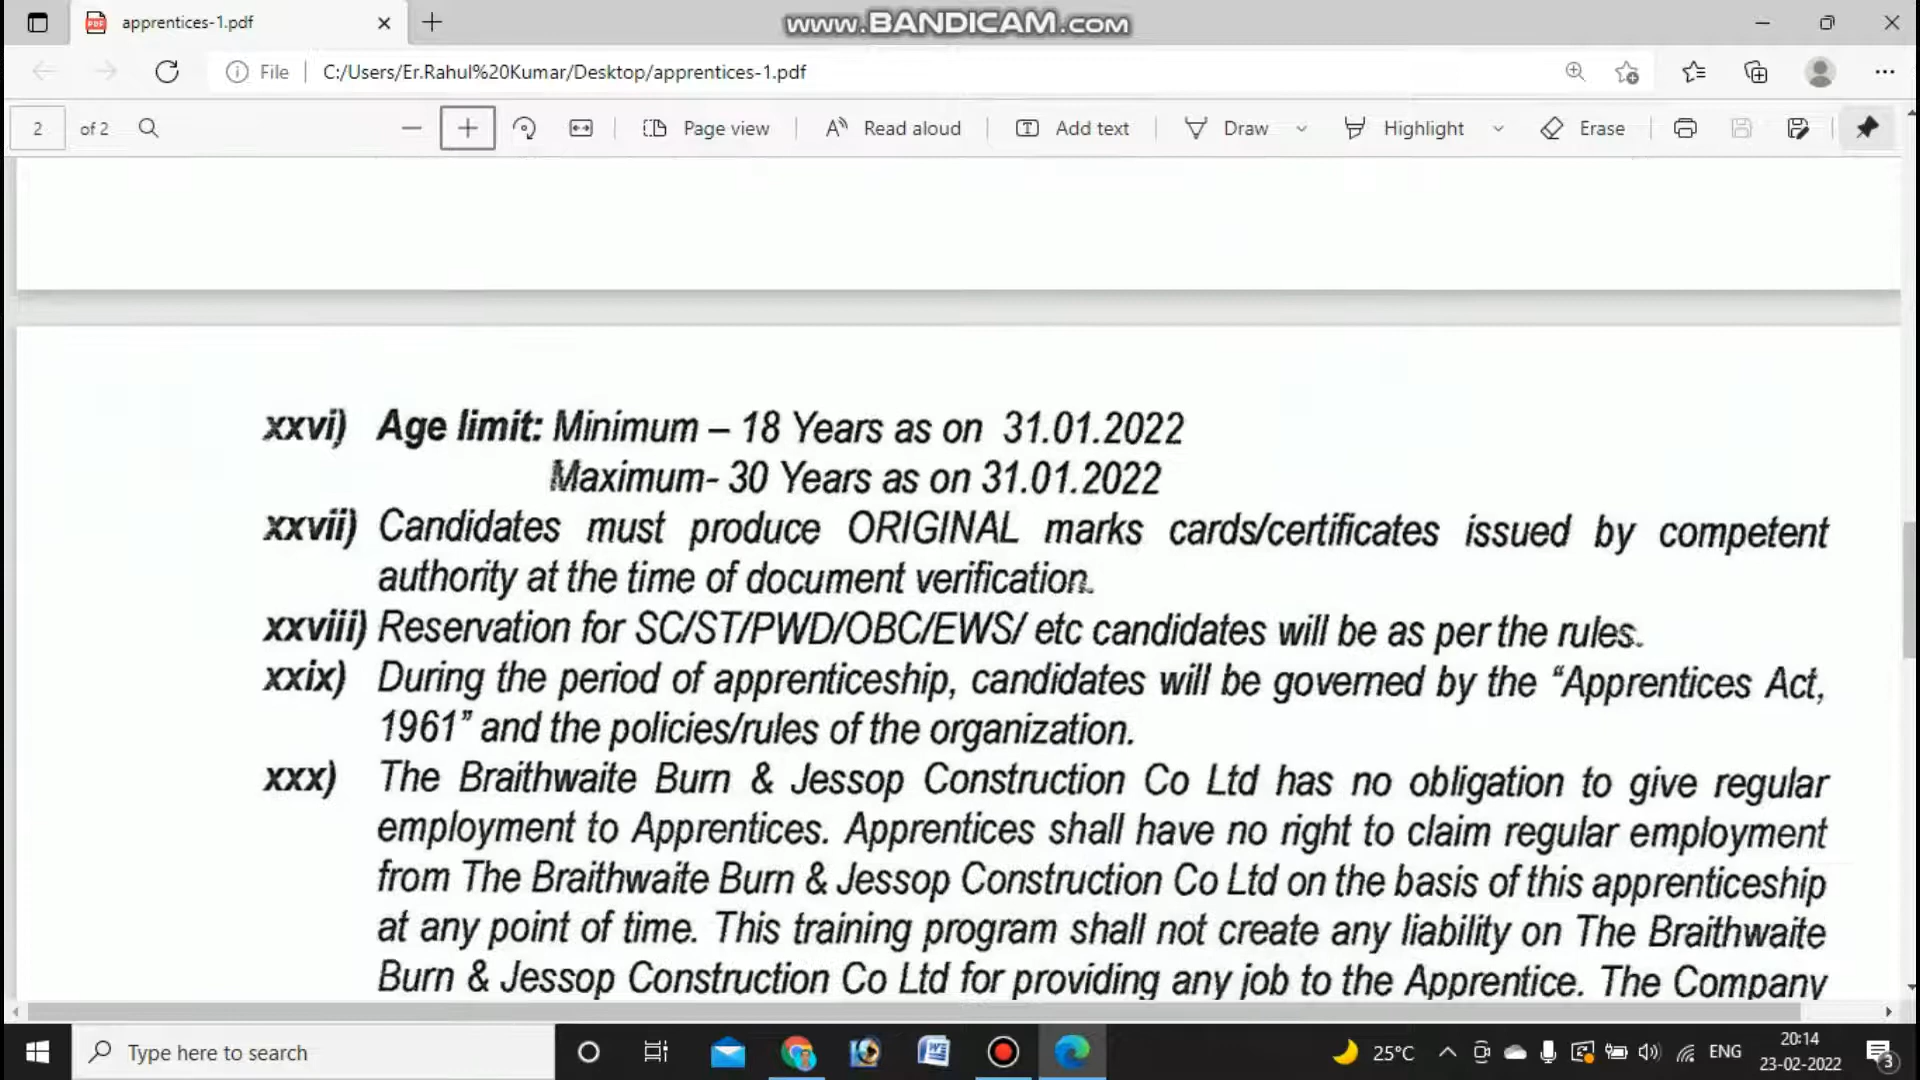 apprentices-1.pdf
www.BANDICAM.com
File
C:/Users/Er.Rahul%20Kumar/Desktop/apprentices-1.pdf
2 of 2
Page view
Read aloud
Add text
Draw
Highlight
Erase
xxvi) Age limit: Minimum – 18 Years as on 31.01.2022
Maximum- 30 Years as on 31.01.2022
xxvii) Candidates must produce ORIGINAL marks cards/certificates issued by competent
authority at the time of document verification.
xxviii) Reservation for SC/ST/PWD/OBC/EWS/ etc candidates will be as per the rules.
xxix) During the period of apprenticeship, candidates will be governed by the “Apprentices Act,
1961” and the policies/rules of the organization.
xxx) The Braithwaite Burn & Jessop Construction Co Ltd has no obligation to give regular
employment to Apprentices. Apprentices shall have no right to claim regular employment
from The Braithwaite Burn & Jessop Construction Co Ltd on the basis of this apprenticeship
at any point of time. This training program shall not create any liability on The Braithwaite
Burn & Jessop Construction Co Ltd for providing any job to the Apprentice. The Company
Type here to search
25°C
ENG
20:14
23-02-2022
3